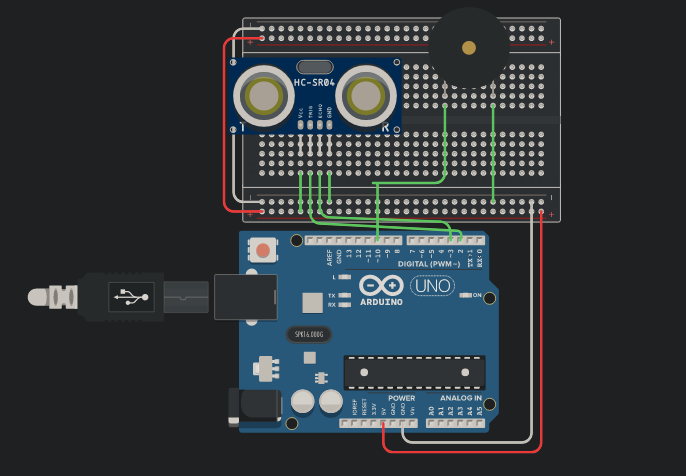 HC-SR04
Vcc
TRIG
ECHO
GND
T
R
AREF
GND
13
12
~11
~10
~9
8
7
~6
~5
4
~3
2
TX→1
RX←0
DIGITAL (PWM~)
L
TX
RX
ARDUINO
UNO
ON
SPK16.000G
POWER
ANALOG IN
IOREF
RESET
3.3V
5V
GND
GND
Vin
A0
A1
A2
A3
A4
A5